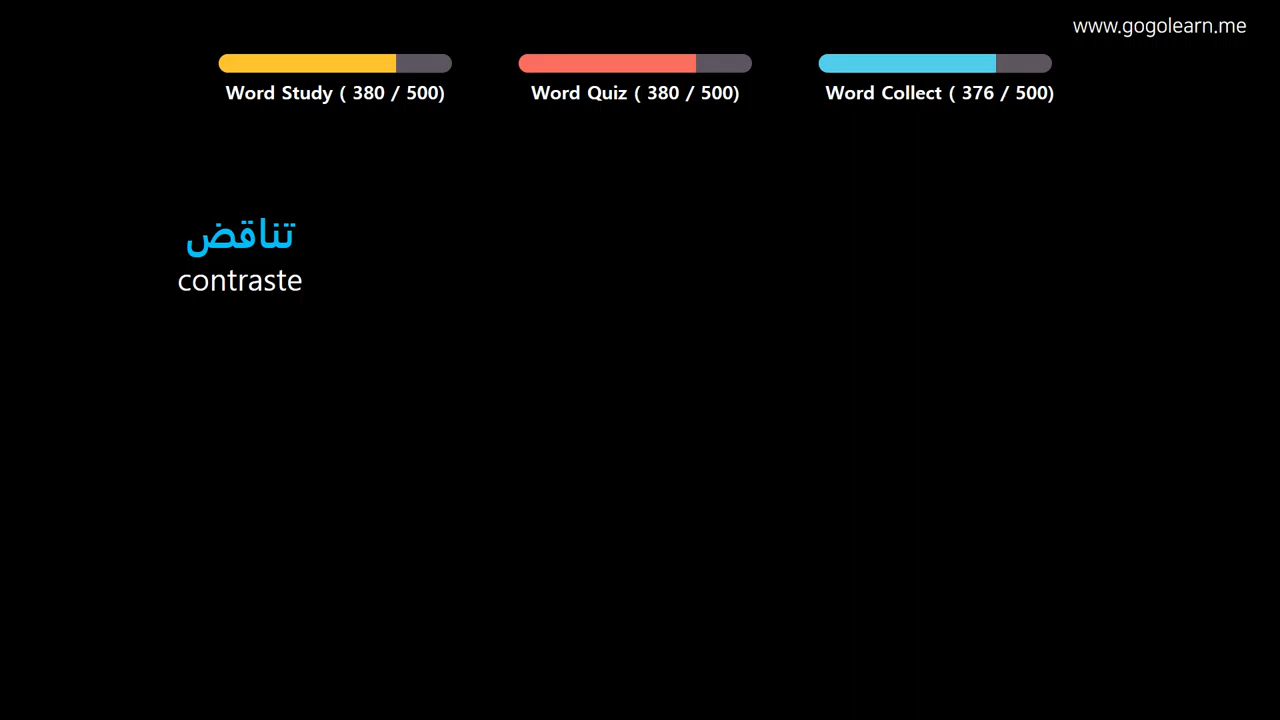 www.gogolearn.me
Word Study ( 380 / 500)
Word Quiz ( 380 / 500)
Word Collect ( 376 / 500)
تناقض
contraste